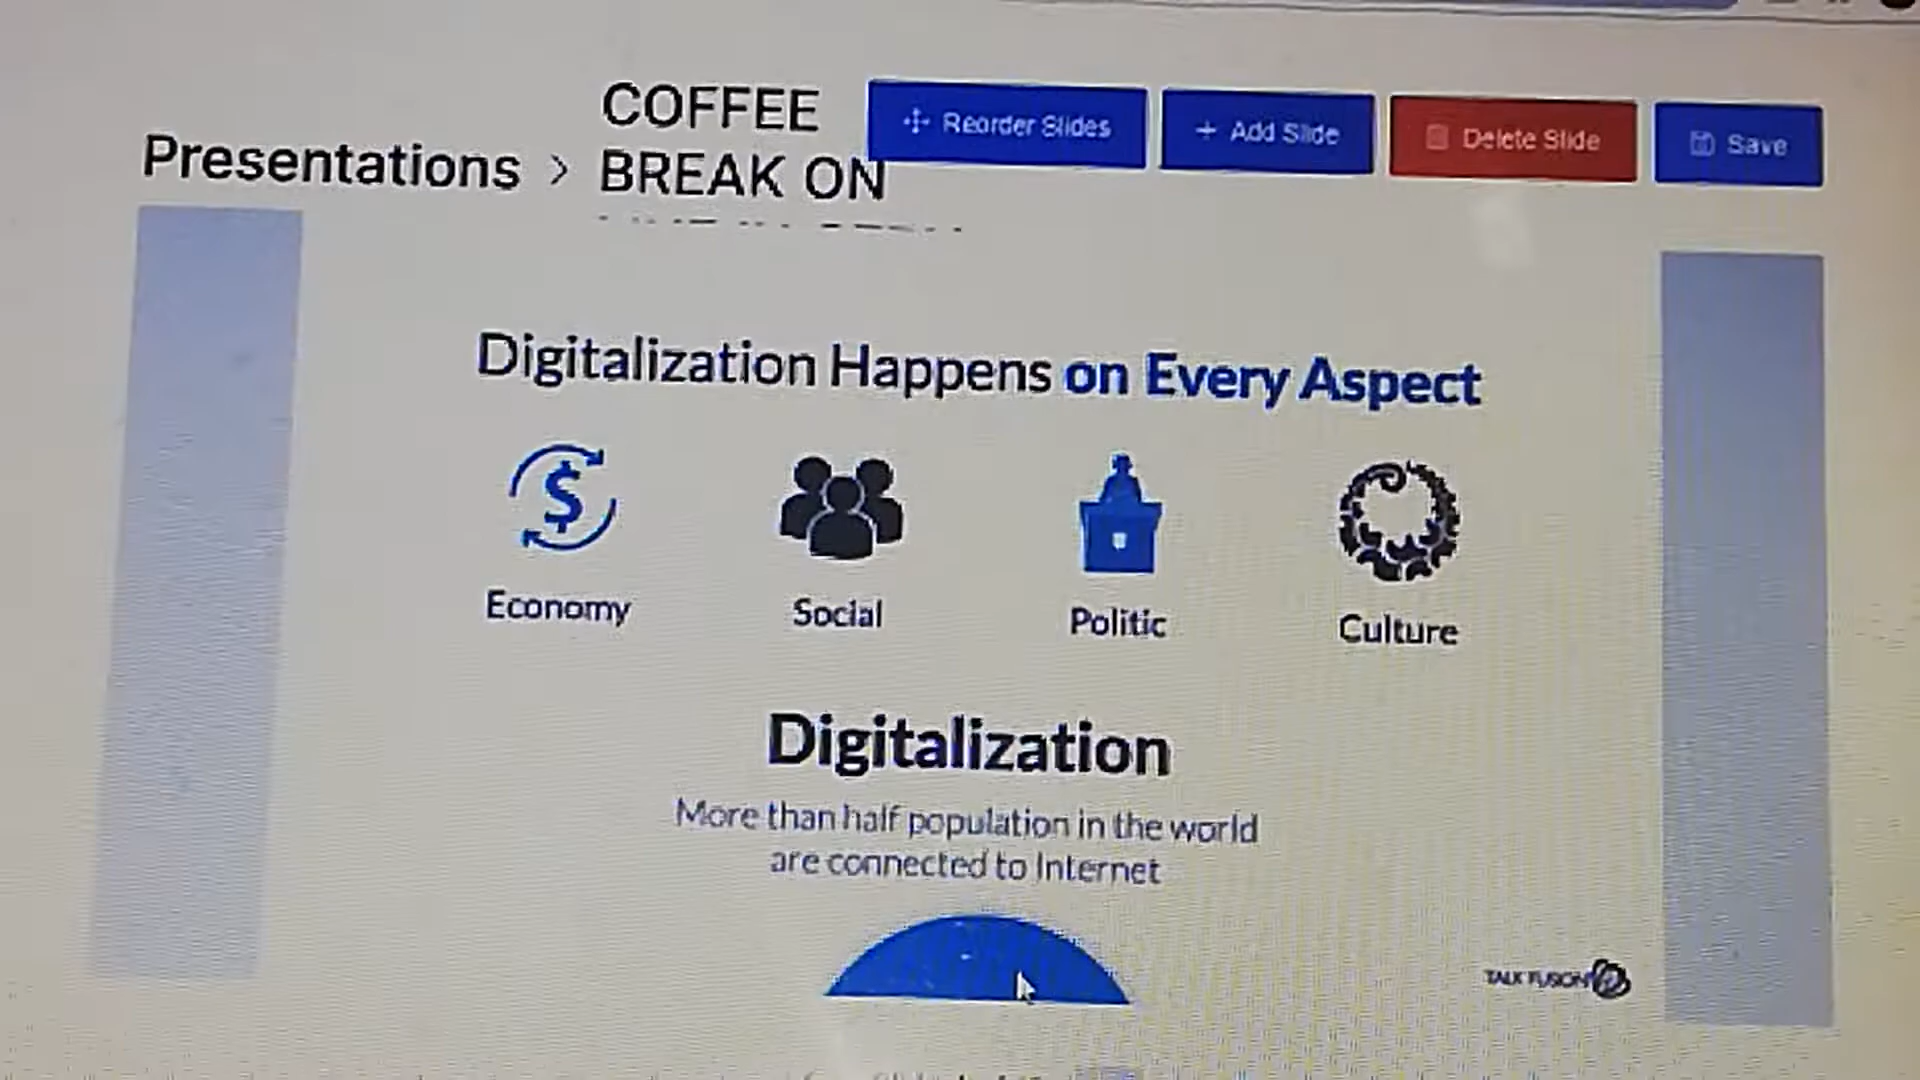 COFFEE
Presentations > BREAK ON
Reorder Slides
Add Slide
Delete Slide
Save
Digitalization Happens on Every Aspect
Economy
Social
Politic
Culture
Digitalization
More than half population in the world
are connected to Internet
TALK FUSION